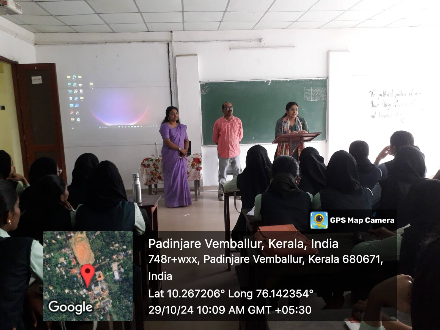 GPS Map Camera
Padinjare Vemballur, Kerala, India
748r+wxx, Padinjare Vemballur, Kerala 680671,
India
Lat 10.267206° Long 76.142354°
29/10/24 10:09 AM GMT +05:30
Google